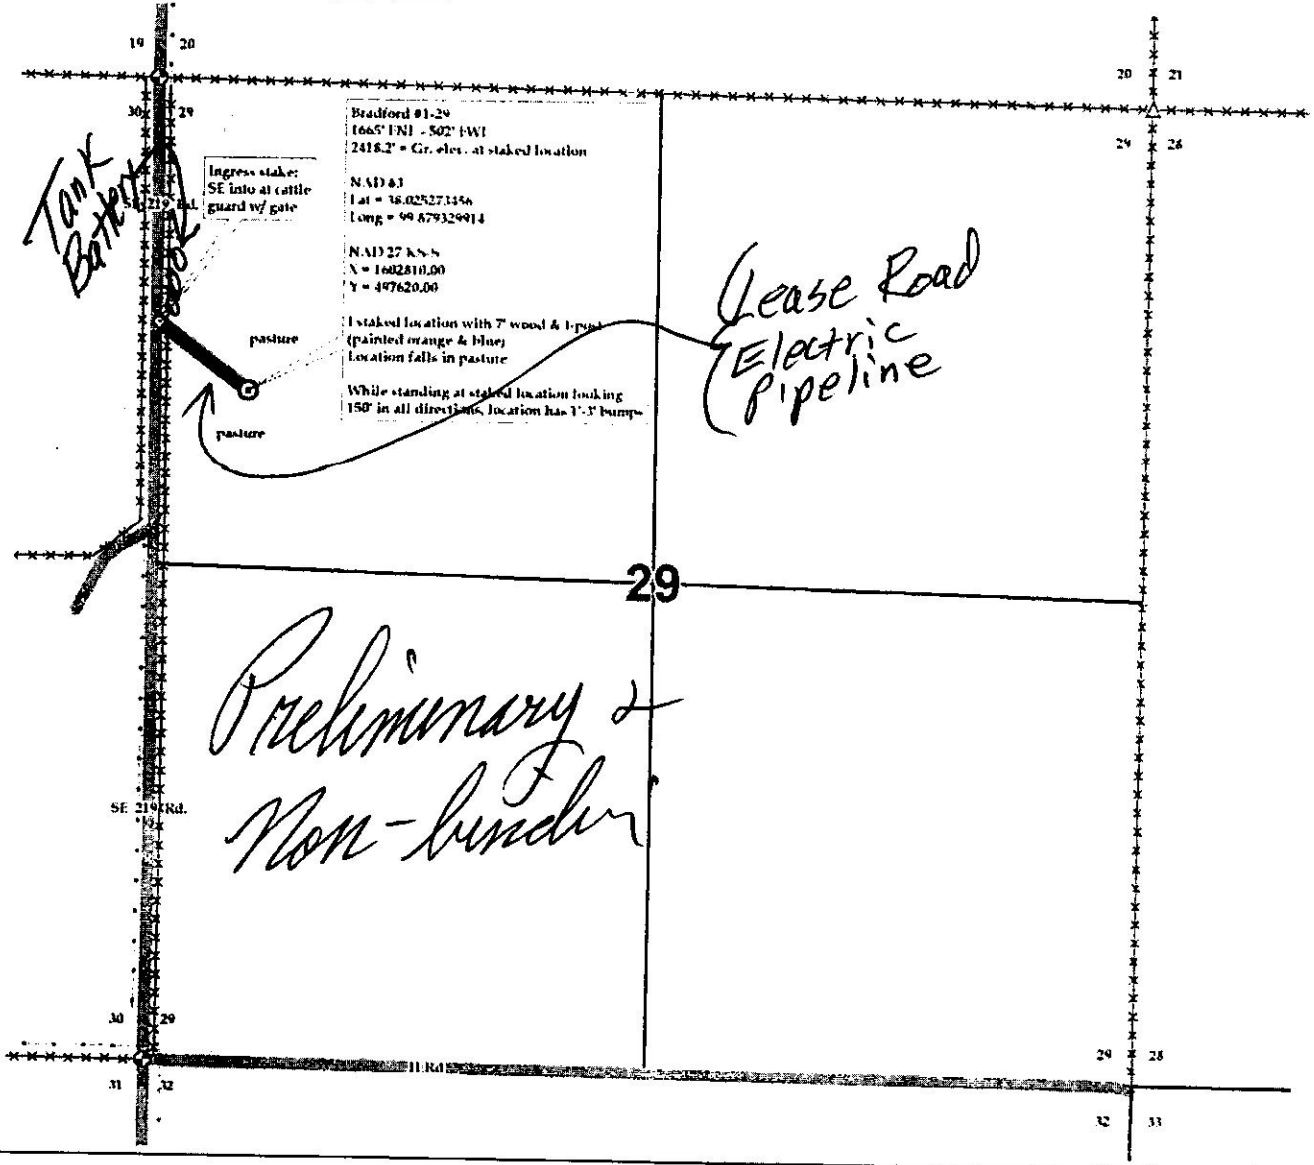 19 20
20 21
30 29
29 28
Bradford #1-29
1665' FNL - 502' FWL
2418.2' = Gr. elev. at staked location
NAD 83
Lat = 38.025273456
Long = 99.879329914
NAD 27 KS-S
X = 1602810.00
Y = 497620.00
I staked location with 7' wood & t-post
(painted orange & blue)
Location falls in pasture
While standing at staked location looking
150' in all directions, location has 1'-3' bumps
Ingress stake:
SE into at cattle
guard w/ gate
Tank
Battery
SE 219 Rd.
pasture
pasture
Lease Road
Electric
Pipeline
29
Preliminary &
Non-binding
SE 219 Rd.
30 29
31 32
H Rd
29 28
32 33